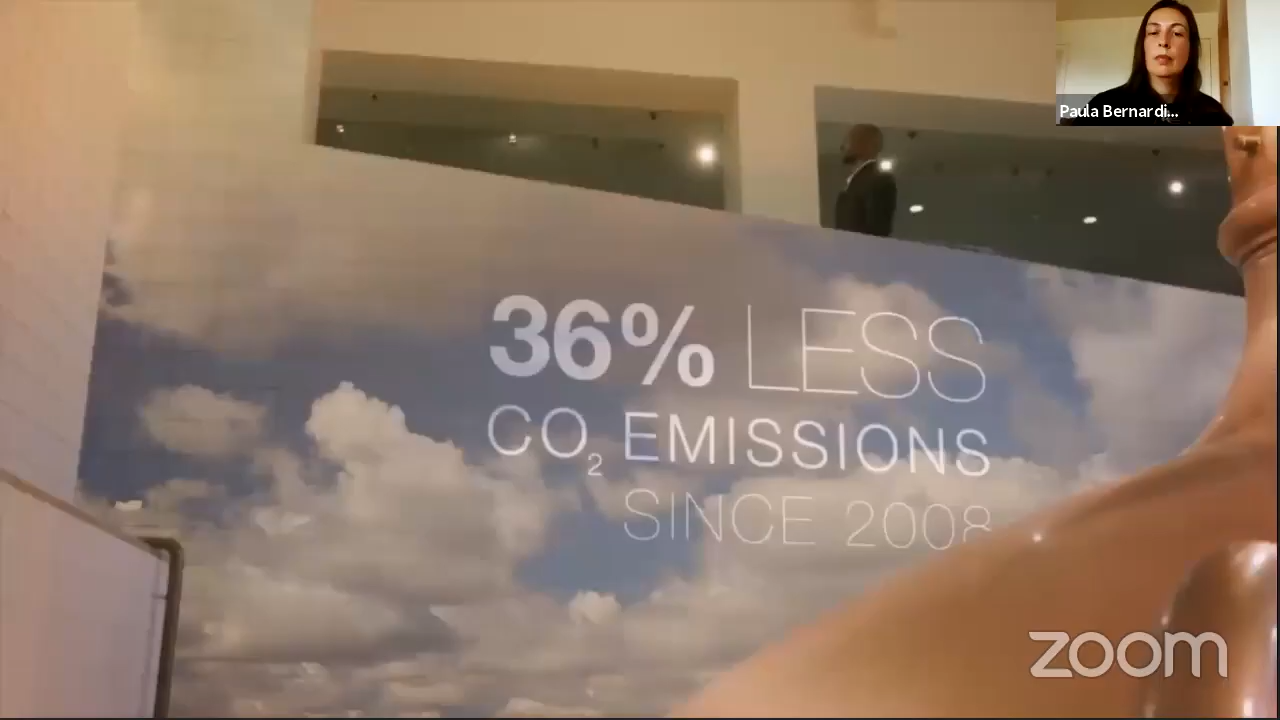 Paula Bernardi...
36% LESS
CO₂ EMISSIONS
SINCE 2008
zoom